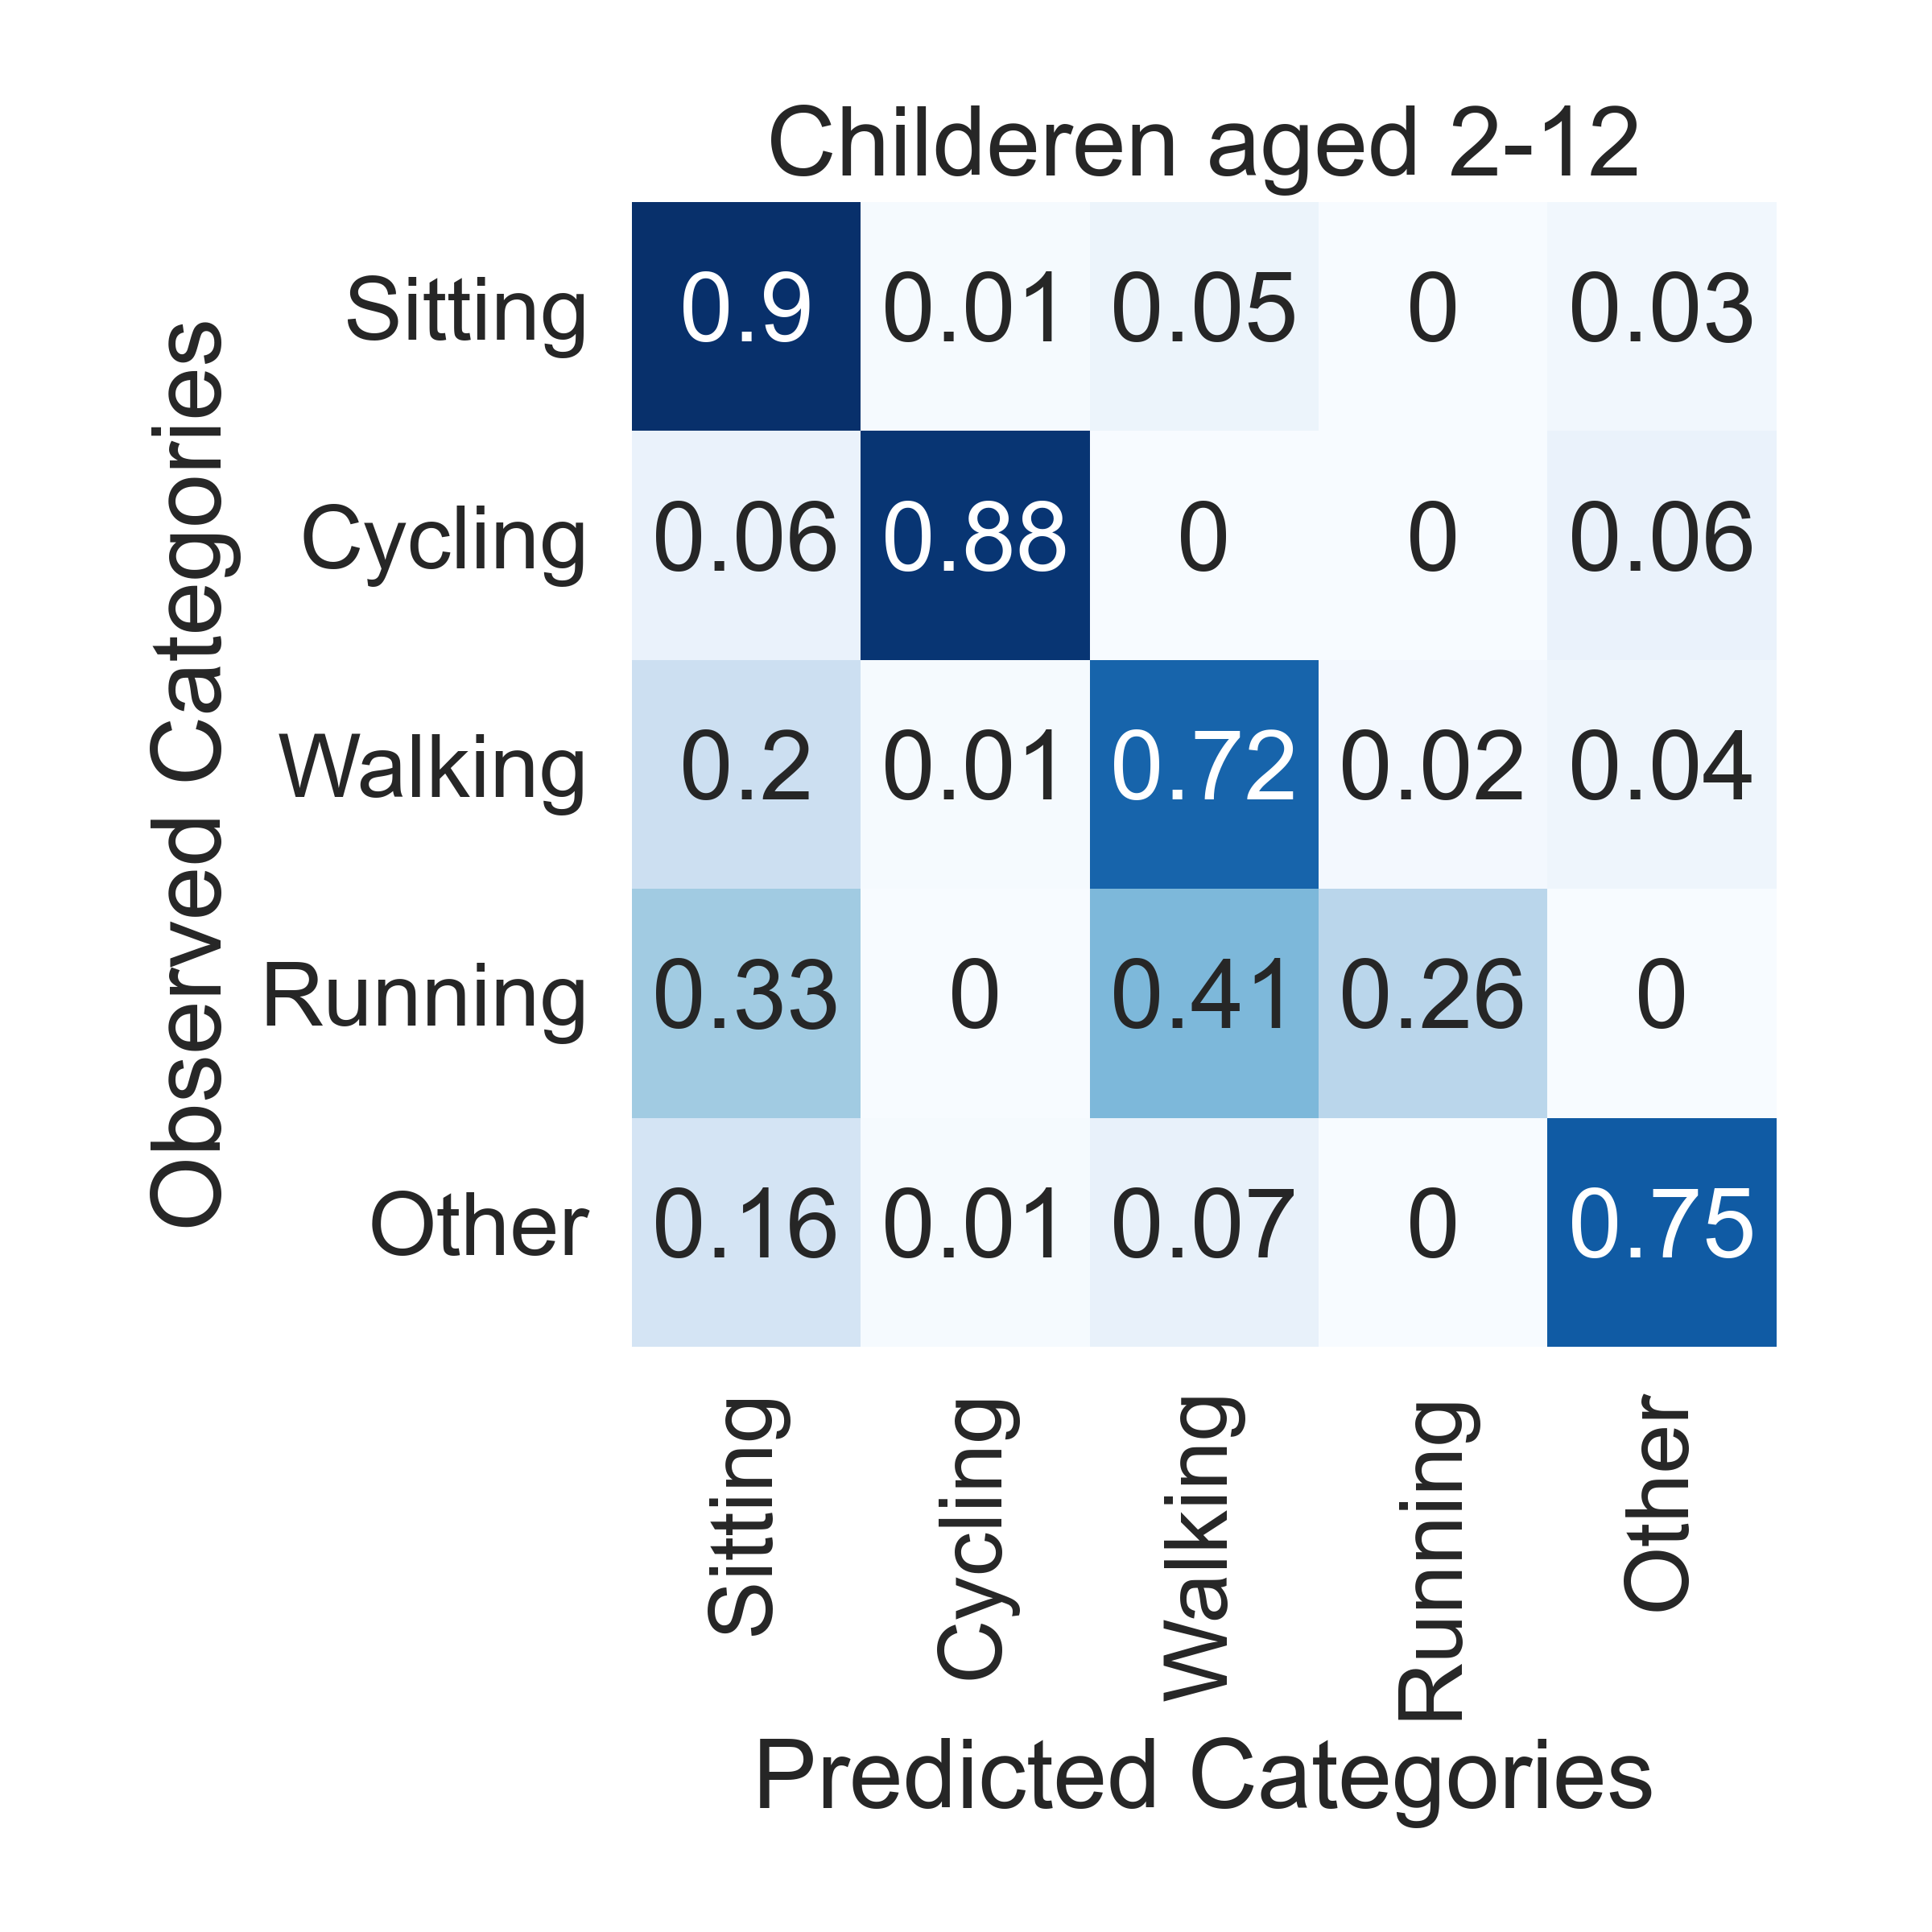 Childeren aged 2-12
Observed Categories
Sitting 0.9 0.01 0.05 0 0.03
Cycling 0.06 0.88 0 0 0.06
Walking 0.2 0.01 0.72 0.02 0.04
Running 0.33 0 0.41 0.26 0
Other 0.16 0.01 0.07 0 0.75
Sitting Cycling Walking Running Other
Predicted Categories